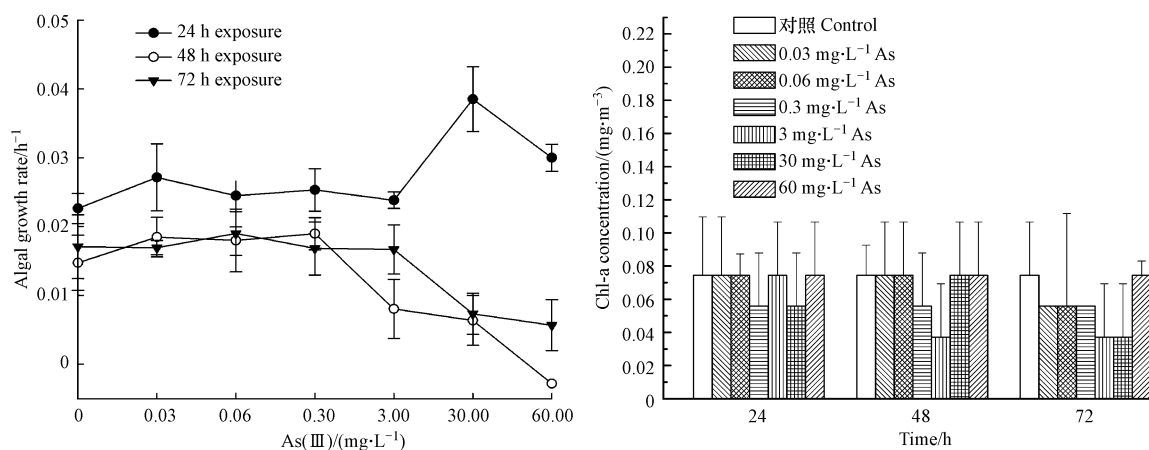 0.05
0.04
0.03
0.02
0.01
0
Algal growth rate/h⁻¹
24 h exposure
48 h exposure
72 h exposure
0 0.03 0.06 0.30 3.00 30.00 60.00
As(Ⅲ)/(mg·L⁻¹)
0.22
0.20
0.18
0.16
0.14
0.12
0.10
0.08
0.06
0.04
0.02
0
Chl-a concentration/(mg·m⁻³)
对照 Control
0.03 mg·L⁻¹ As
0.06 mg·L⁻¹ As
0.3 mg·L⁻¹ As
3 mg·L⁻¹ As
30 mg·L⁻¹ As
60 mg·L⁻¹ As
24 48 72
Time/h